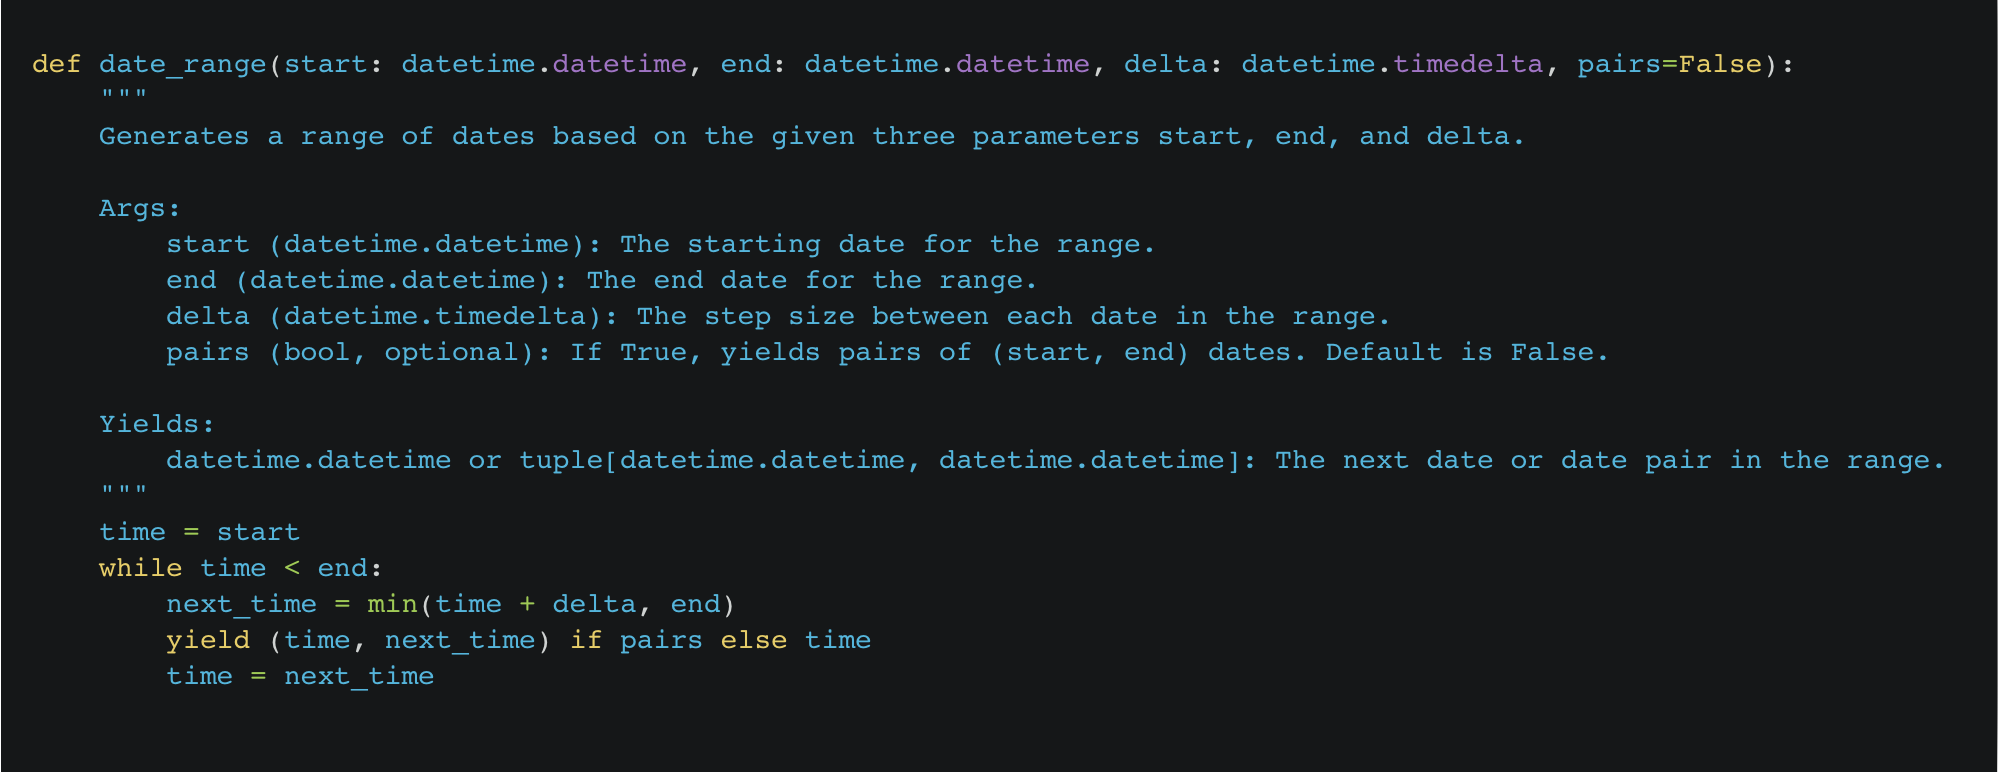 def date_range(start: datetime.datetime, end: datetime.datetime, delta: datetime.timedelta, pairs=False):
    """
    Generates a range of dates based on the given three parameters start, end, and delta.

    Args:
        start (datetime.datetime): The starting date for the range.
        end (datetime.datetime): The end date for the range.
        delta (datetime.timedelta): The step size between each date in the range.
        pairs (bool, optional): If True, yields pairs of (start, end) dates. Default is False.

    Yields:
        datetime.datetime or tuple[datetime.datetime, datetime.datetime]: The next date or date pair in the range.
    """
    time = start
    while time < end:
        next_time = min(time + delta, end)
        yield (time, next_time) if pairs else time
        time = next_time